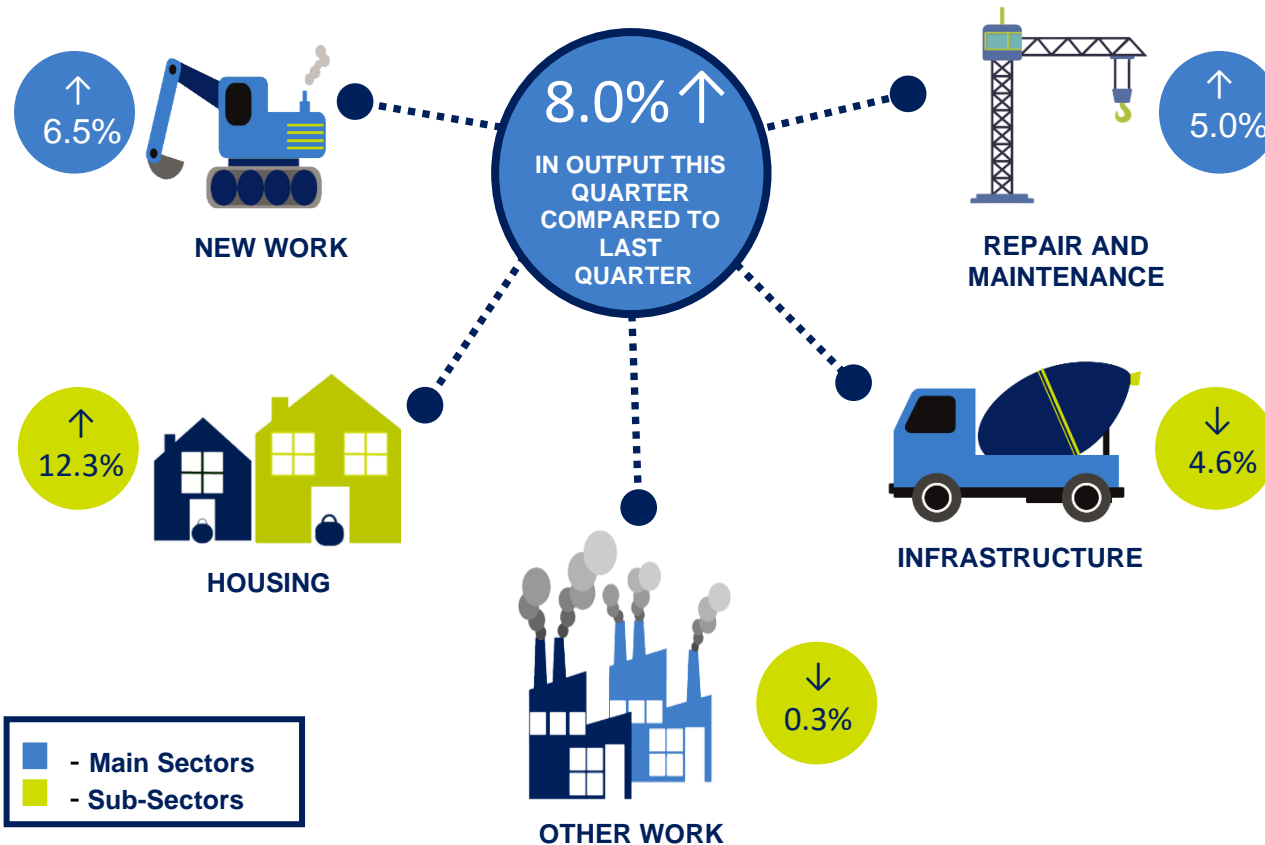 8.0% ↑
IN OUTPUT THIS
QUARTER
COMPARED TO
LAST
QUARTER
↑
6.5%
NEW WORK
↑
5.0%
REPAIR AND
MAINTENANCE
↑
12.3%
HOUSING
↓
4.6%
INFRASTRUCTURE
↓
0.3%
OTHER WORK
- Main Sectors
- Sub-Sectors